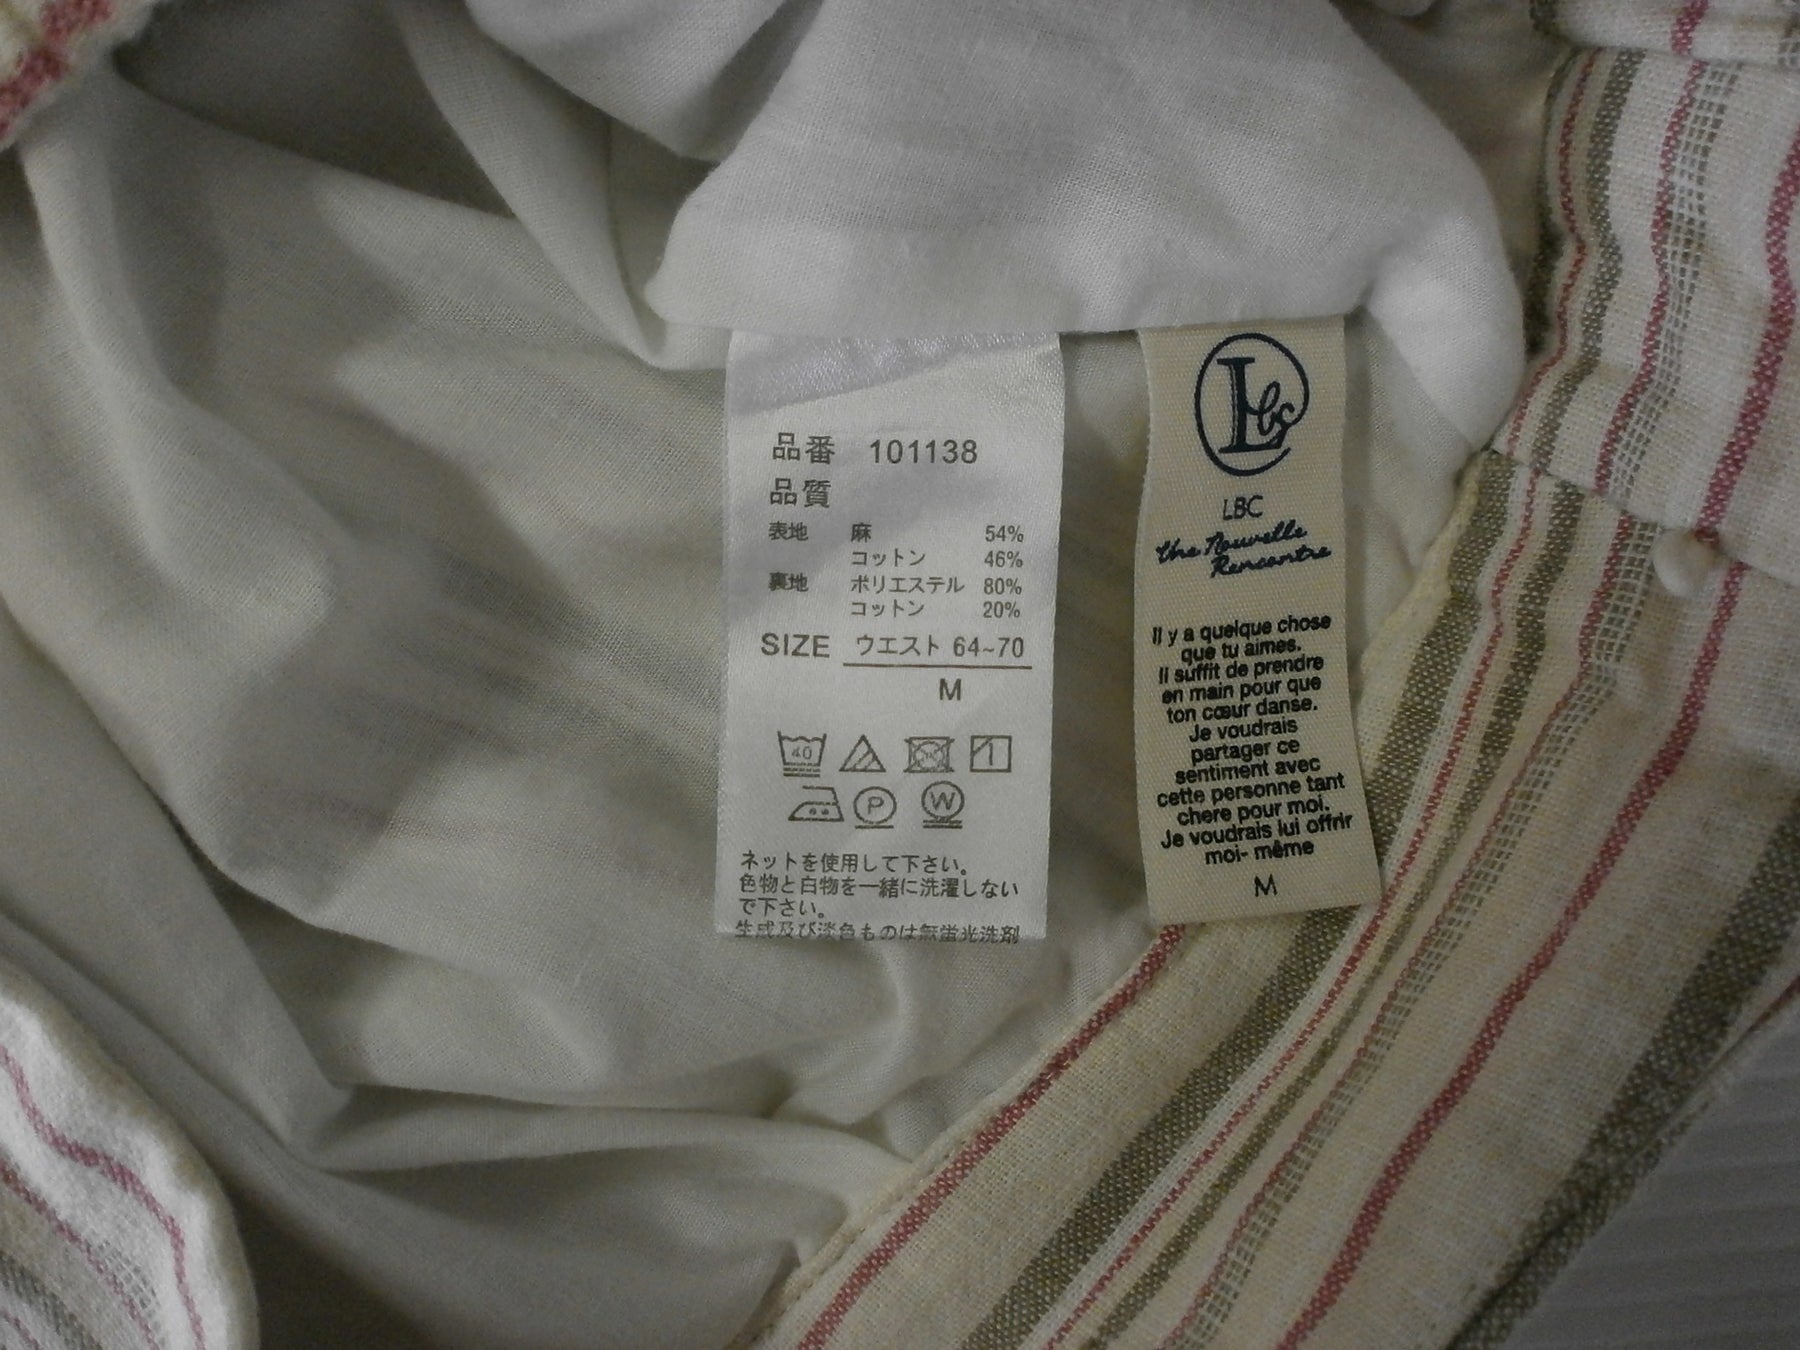 品番 101138
品質
表地 麻 54%
コットン 46%
裏地 ポリエステル 80%
コットン 20%
SIZE ウエスト 64~70
M
40
1
P W
ネットを使用して下さい。
色物と白物を一緒に洗濯しない
で下さい。
生成及び淡色ものは無蛍光洗剤
Lbc
LBC
Une Nouvelle
Rencontre
Il y a quelque chose
que tu aimes.
Il suffit de prendre
en main pour que
ton cœur danse.
Je voudrais
partager ce
sentiment avec
cette personne tant
chere pour moi.
Je voudrais lui offrir
moi- même
M